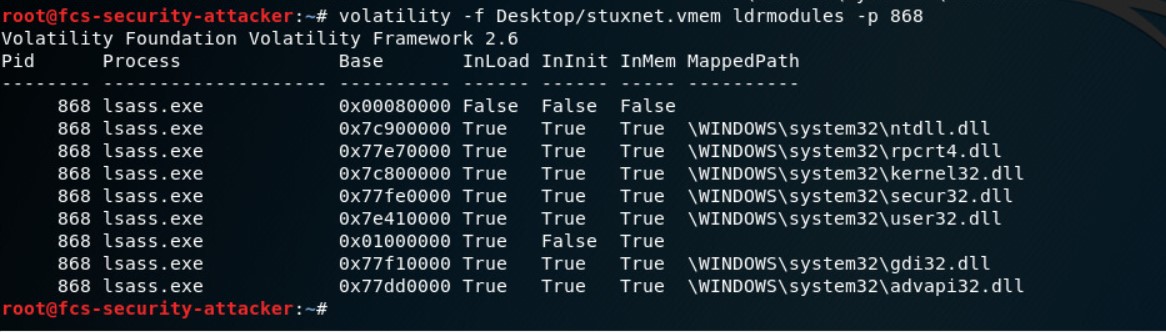 root@fcs-security-attacker:~# volatility -f Desktop/stuxnet.vmem ldrmodules -p 868
Volatility Foundation Volatility Framework 2.6
Pid      Process              Base       InLoad InInit InMem MappedPath
-------- -------------------- ---------- ------ ------ ----- ----------
     868 lsass.exe            0x00080000 False  False  False
     868 lsass.exe            0x7c900000 True   True   True  \WINDOWS\system32\ntdll.dll
     868 lsass.exe            0x77e70000 True   True   True  \WINDOWS\system32\rpcrt4.dll
     868 lsass.exe            0x7c800000 True   True   True  \WINDOWS\system32\kernel32.dll
     868 lsass.exe            0x77fe0000 True   True   True  \WINDOWS\system32\secur32.dll
     868 lsass.exe            0x7e410000 True   True   True  \WINDOWS\system32\user32.dll
     868 lsass.exe            0x01000000 True   False  True
     868 lsass.exe            0x77f10000 True   True   True  \WINDOWS\system32\gdi32.dll
     868 lsass.exe            0x77dd0000 True   True   True  \WINDOWS\system32\advapi32.dll
root@fcs-security-attacker:~#